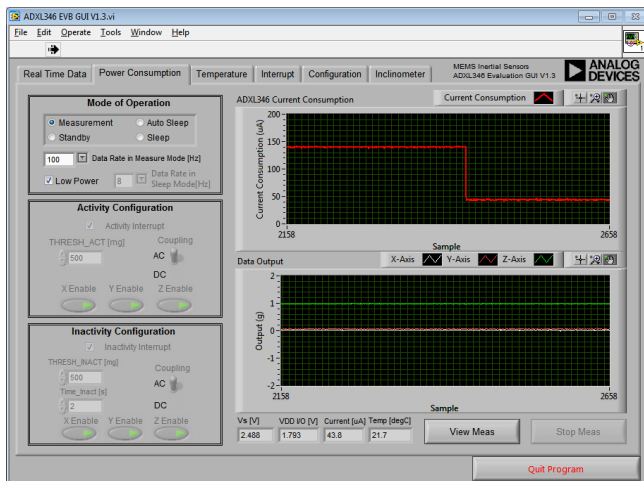 ADXL346 EVB GUI V1.3.vi
File Edit Operate Tools Window Help
Real Time Data Power Consumption Temperature Interrupt Configuration Inclinometer
MEMS Inertial Sensors
ADXL346 Evaluation GUI V1.3
ANALOG
DEVICES
Mode of Operation
Measurement Auto Sleep
Standby Sleep
100 Data Rate in Measure Mode [Hz]
Low Power 8 Data Rate in
Sleep Mode[Hz]
Activity Configuration
Activity Interrupt
THRESH_ACT [mg] Coupling
500 AC
DC
X Enable Y Enable Z Enable
Inactivity Configuration
Inactivity Interrupt
THRESH_INACT [mg] Coupling
500 AC
Time_Inact [s]
2 DC
X Enable Y Enable Z Enable
ADXL346 Current Consumption Current Consumption
Current Consumption (uA)
200
150
100
50
0
2158 2658
Sample
Data Output X-Axis Y-Axis Z-Axis
Output (g)
2
1
0
-1
-2
2158 2658
Sample
Vs [V] VDD I/O [V] Current [uA] Temp [degC]
2.488 1.793 43.8 21.7
View Meas Stop Meas
Quit Program